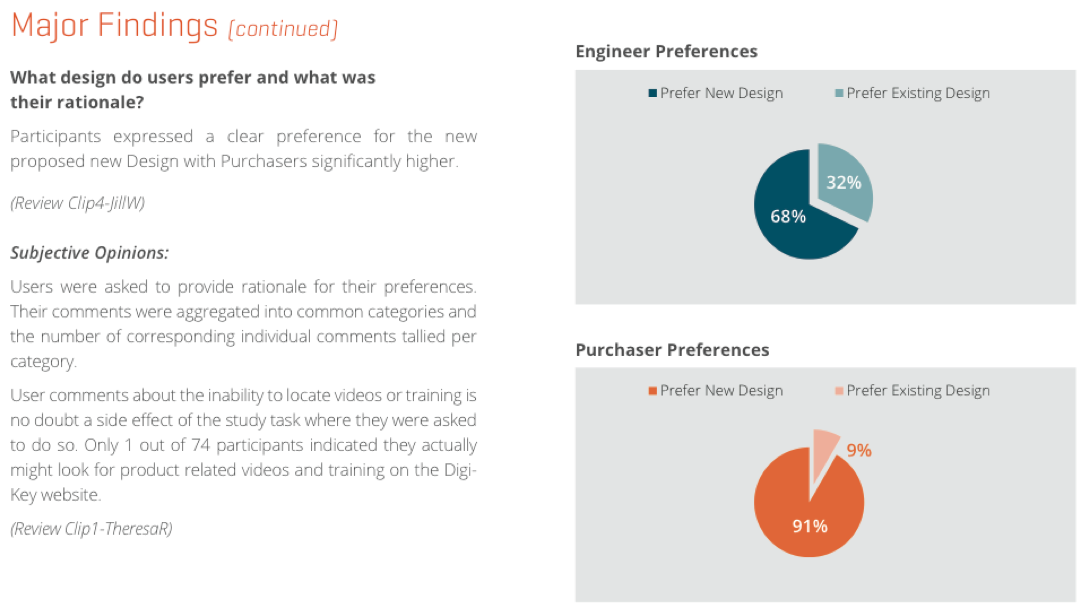 Major Findings (continued)
What design do users prefer and what was
their rationale?
Participants expressed a clear preference for the new
proposed new Design with Purchasers significantly higher.
(Review Clip4-JillW)
Subjective Opinions:
Users were asked to provide rationale for their preferences.
Their comments were aggregated into common categories and
the number of corresponding individual comments tallied per
category.
User comments about the inability to locate videos or training is
no doubt a side effect of the study task where they were asked
to do so. Only 1 out of 74 participants indicated they actually
might look for product related videos and training on the Digi-
Key website.
(Review Clip1-TheresaR)
Engineer Preferences
Prefer New Design
Prefer Existing Design
32%
68%
Purchaser Preferences
Prefer New Design
Prefer Existing Design
9%
91%